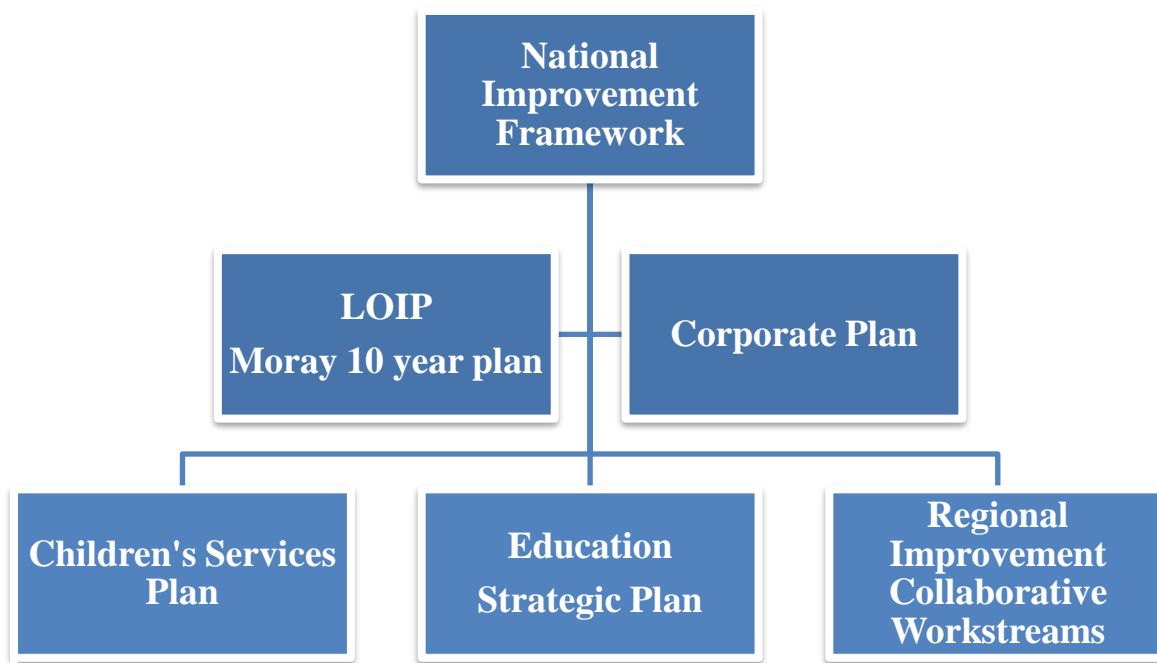 National
Improvement
Framework
LOIP
Moray 10 year plan
Corporate Plan
Children's Services
Plan
Education
Strategic Plan
Regional
Improvement
Collaborative
Workstreams